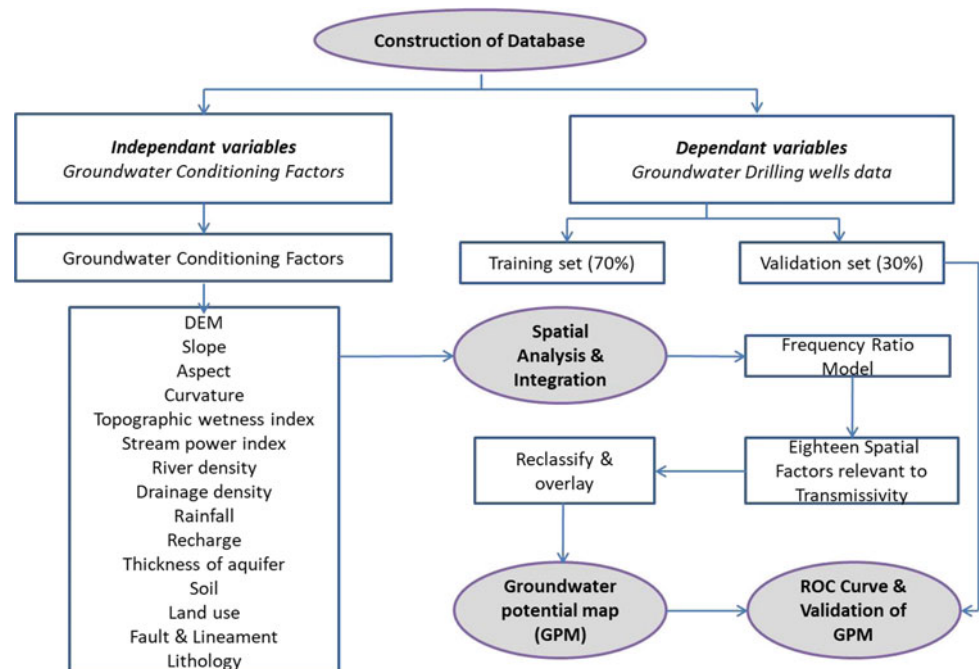 Construction of Database
Independant variables
Groundwater Conditioning Factors
Dependant variables
Groundwater Drilling wells data
Groundwater Conditioning Factors
Training set (70%)
Validation set (30%)
DEM
Slope
Aspect
Curvature
Topographic wetness index
Stream power index
River density
Drainage density
Rainfall
Recharge
Thickness of aquifer
Soil
Land use
Fault & Lineament
Lithology
Spatial
Analysis &
Integration
Frequency Ratio
Model
Eighteen Spatial
Factors relevant to
Transmissivity
Reclassify &
overlay
Groundwater
potential map
(GPM)
ROC Curve &
Validation of
GPM